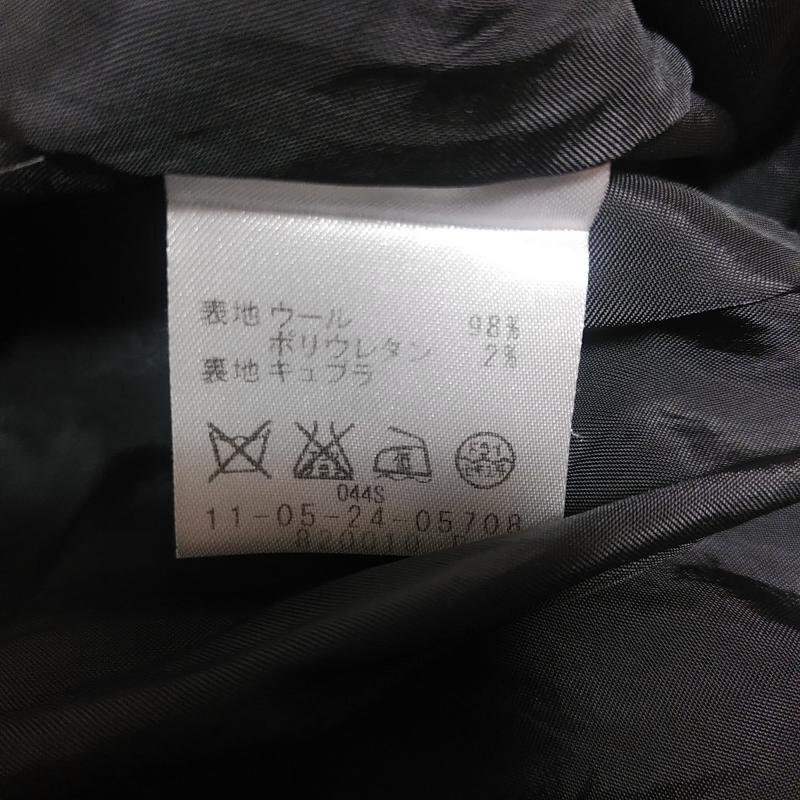 表地 ウール 98%
ポリウレタン 2%
裏地 キュプラ
044S
11-05-24-05708